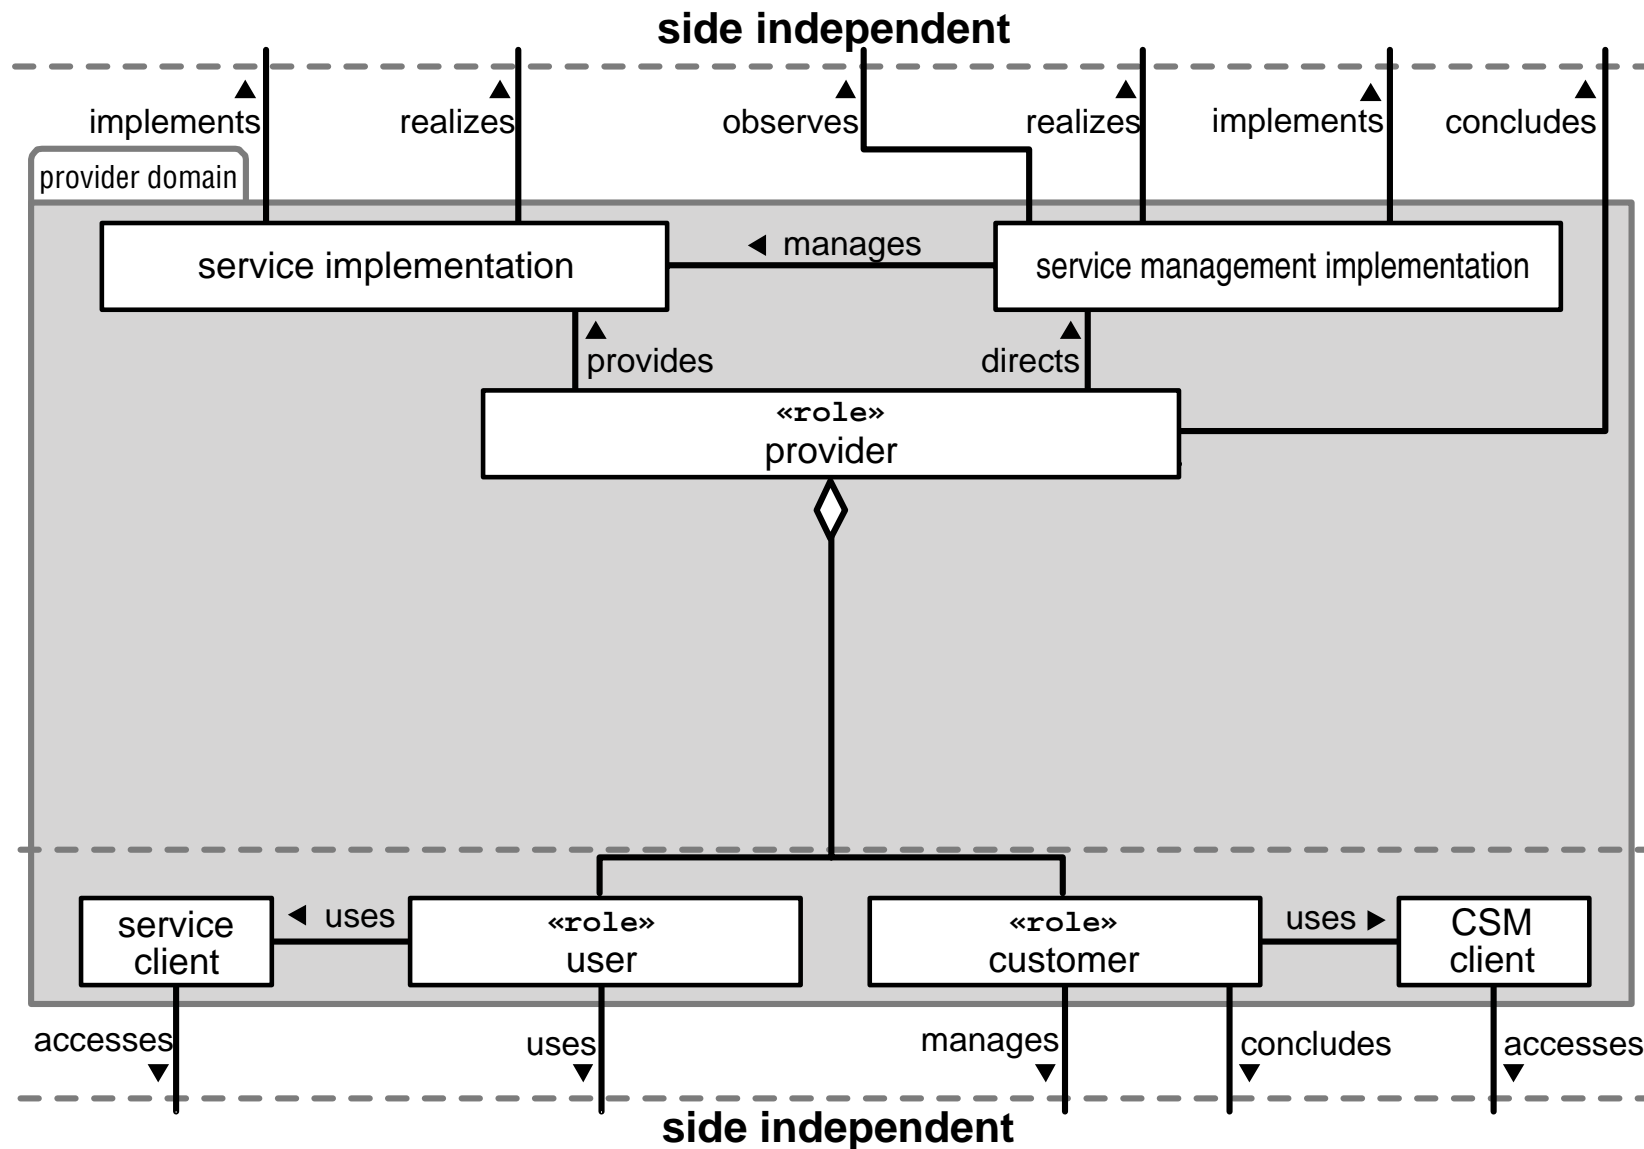 side independent
implements
realizes
observes
realizes
implements
concludes
provider domain
service implementation
manages
service management implementation
provides
directs
«role»
provider
service
client
uses
«role»
user
«role»
customer
uses
CSM
client
accesses
uses
manages
concludes
accesses
side independent